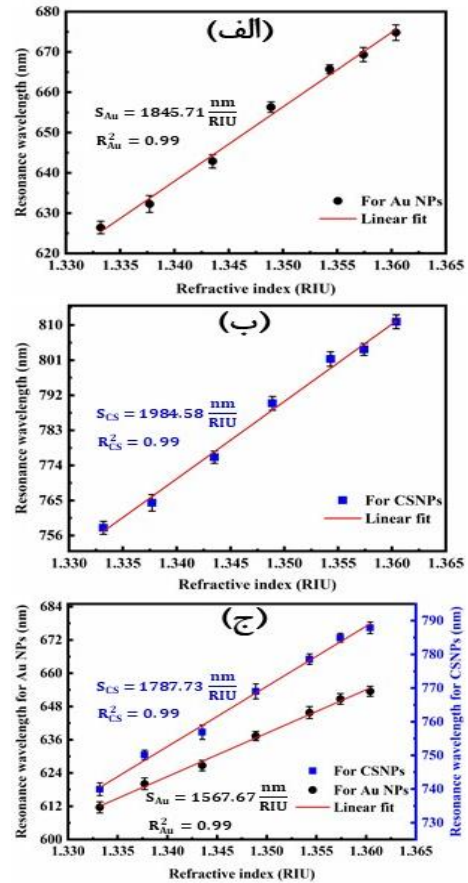 (الف)
680
670
660
650
640
630
620
Resonance wavelength (nm)
S_Au = 1845.71 nm/RIU
R²_Au = 0.99
For Au NPs
Linear fit
1.330 1.335 1.340 1.345 1.350 1.355 1.360 1.365
Refractive index (RIU)
(ب)
810
801
792
783
774
765
756
Resonance wavelength (nm)
S_CS = 1984.58 nm/RIU
R²_CS = 0.99
For CSNPs
Linear fit
1.330 1.335 1.340 1.345 1.350 1.355 1.360 1.365
Refractive index (RIU)
(ج)
684
672
660
648
636
624
612
600
Resonance wavelength for Au NPs (nm)
790
780
770
760
750
740
730
Resonance wavelength for CSNPs (nm)
S_CS = 1787.73 nm/RIU
R²_CS = 0.99
For CSNPs
For Au NPs
Linear fit
S_Au = 1567.67 nm/RIU
R²_Au = 0.99
1.330 1.335 1.340 1.345 1.350 1.355 1.360 1.365
Refractive index (RIU)